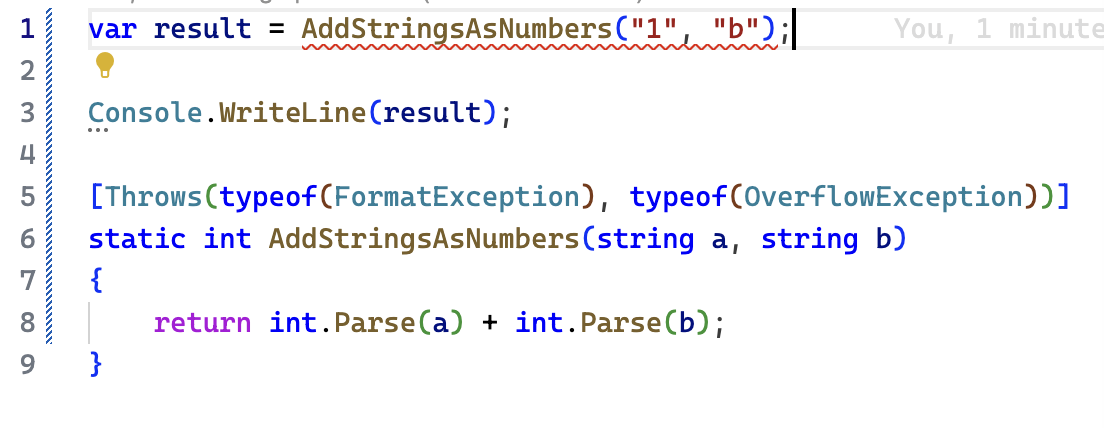 1 var result = AddStringsAsNumbers("1", "b"); You, 1 minute
2
3 Console.WriteLine(result);
4
5 [Throws(typeof(FormatException), typeof(OverflowException))]
6 static int AddStringsAsNumbers(string a, string b)
7 {
8 return int.Parse(a) + int.Parse(b);
9 }